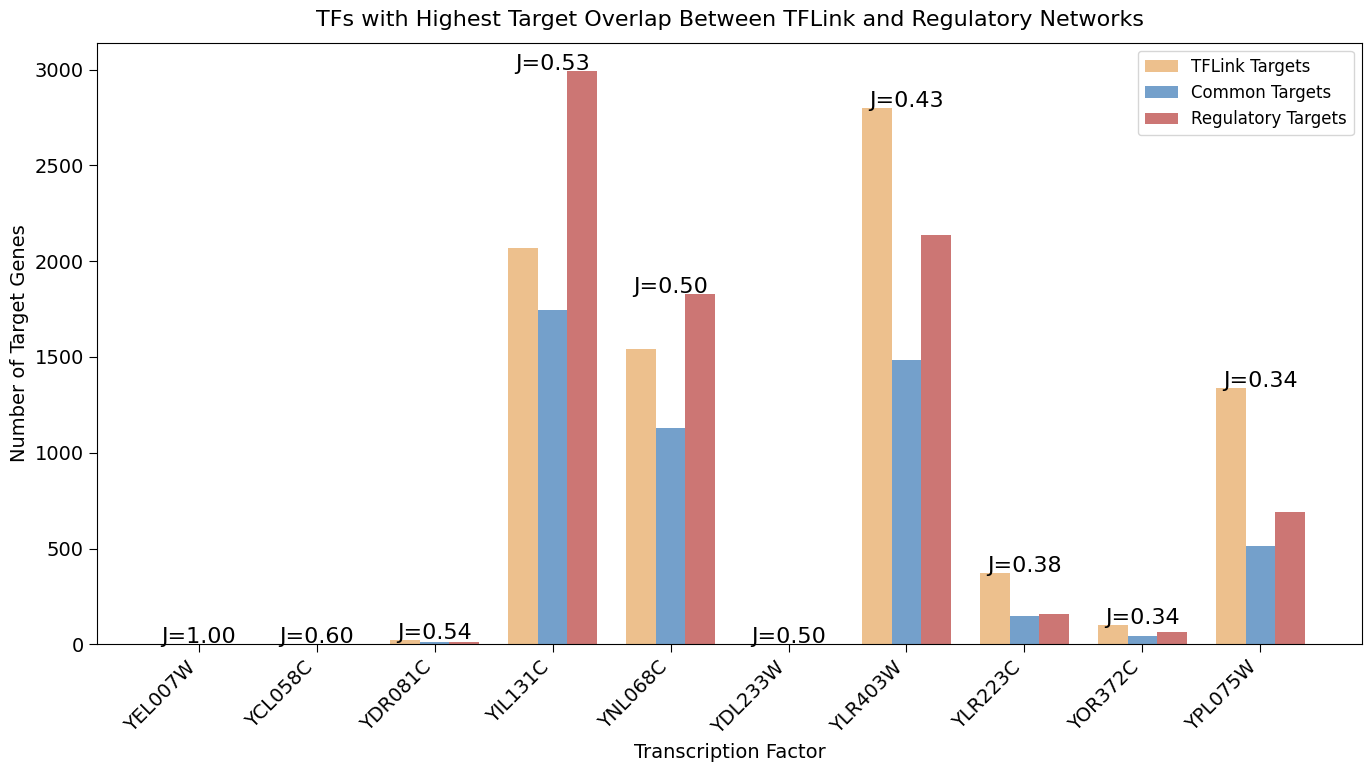 TFs with Highest Target Overlap Between TFLink and Regulatory Networks
TFLink Targets
Common Targets
Regulatory Targets
Number of Target Genes
3000
2500
2000
1500
1000
500
0
J=1.00
J=0.60
J=0.54
J=0.53
J=0.50
J=0.50
J=0.43
J=0.38
J=0.34
J=0.34
YEL007W
YCL058C
YDR081C
YIL131C
YNL068C
YDL233W
YLR403W
YLR223C
YOR372C
YPL075W
Transcription Factor